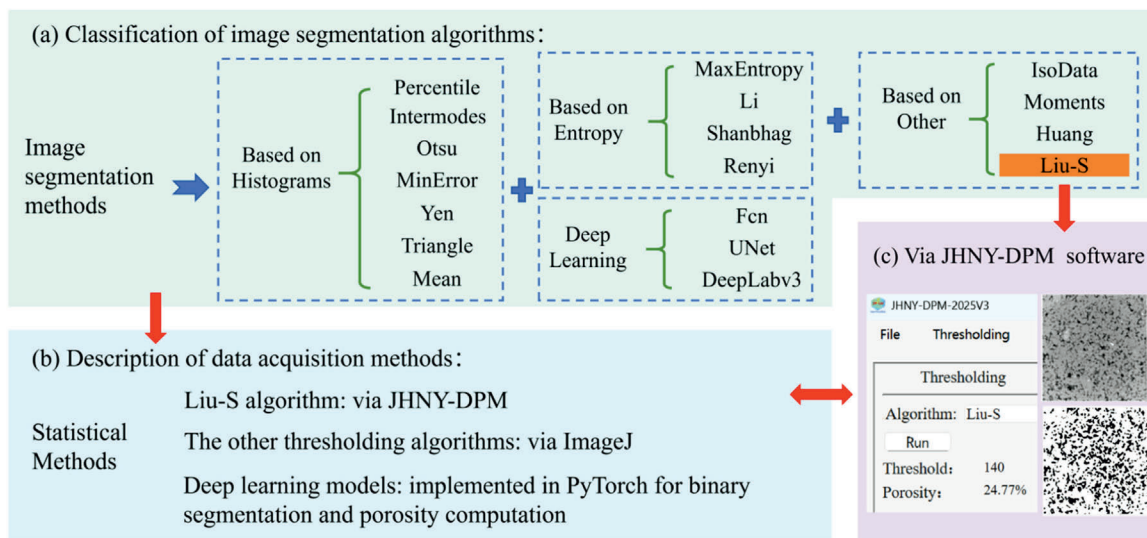 (a) Classification of image segmentation algorithms:
Image
segmentation
methods
Based on
Histograms
Percentile
Intermodes
Otsu
MinError
Yen
Triangle
Mean
Based on
Entropy
MaxEntropy
Li
Shanbhag
Renyi
Deep
Learning
Fcn
UNet
DeepLabv3
Based on
Other
IsoData
Moments
Huang
Liu-S
(b) Description of data acquisition methods:
Statistical
Methods
Liu-S algorithm: via JHNY-DPM
The other thresholding algorithms: via ImageJ
Deep learning models: implemented in PyTorch for binary
segmentation and porosity computation
(c) Via JHNY-DPM software
JHNY-DPM-2025V3
File Thresholding
Thresholding
Algorithm: Liu-S
Run
Threshold: 140
Porosity: 24.77%